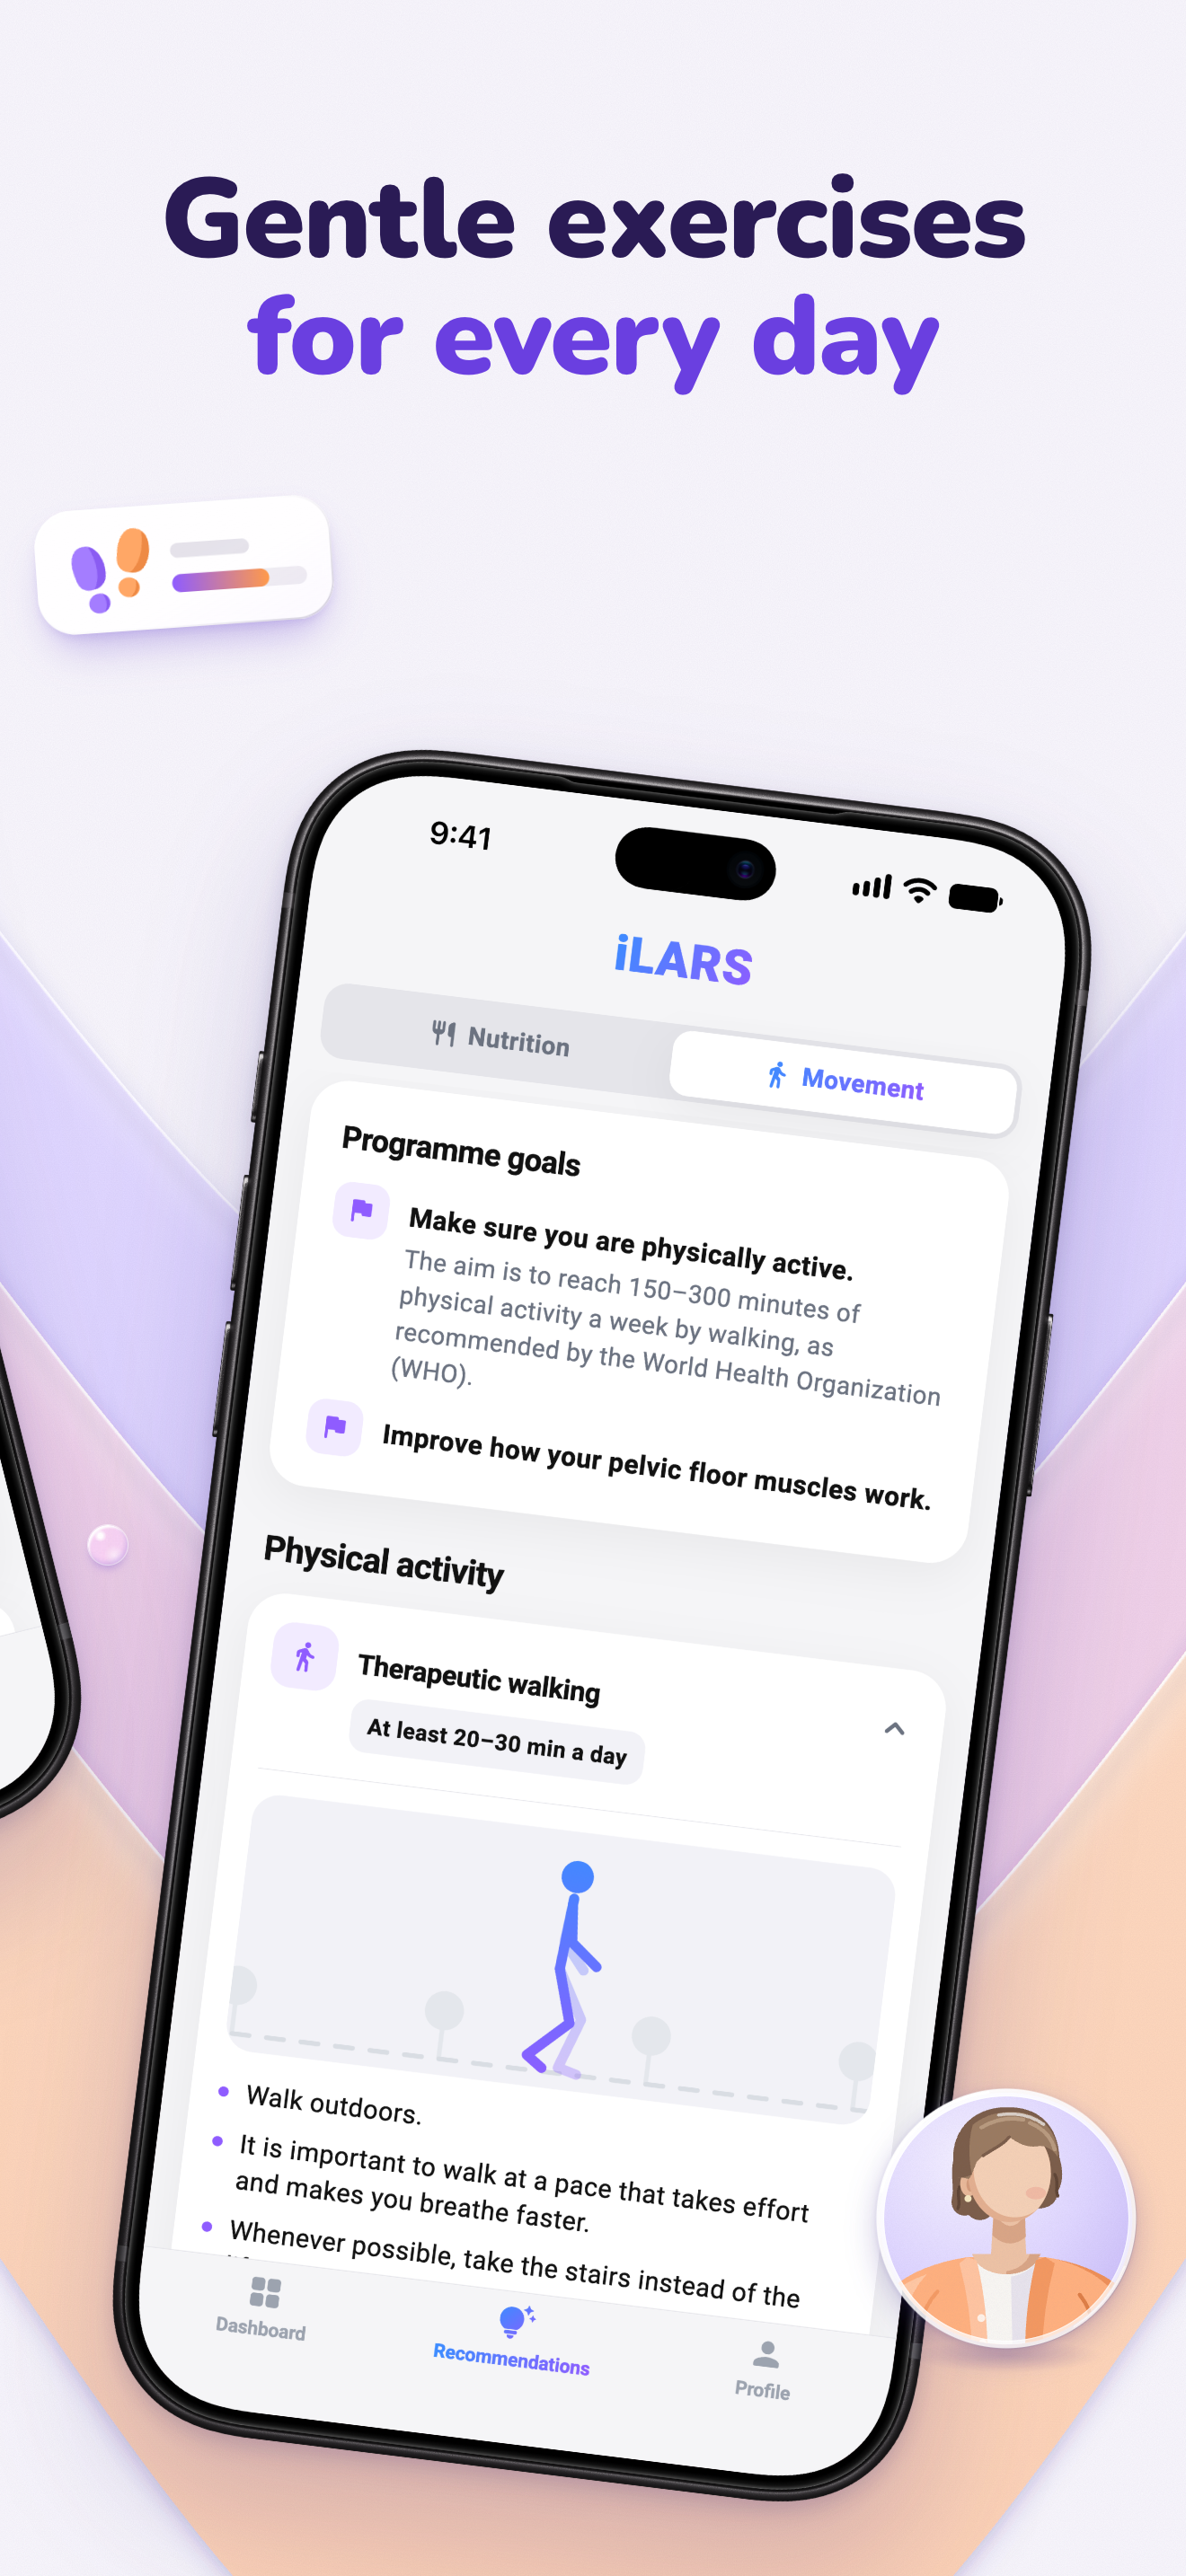 Gentle exercises
for every day
9:41
iLARS
Nutrition
Movement
Programme goals
Make sure you are physically active.
The aim is to reach 150–300 minutes of
physical activity a week by walking, as
recommended by the World Health Organization
(WHO).
Improve how your pelvic floor muscles work.
Physical activity
Therapeutic walking
At least 20–30 min a day
Walk outdoors.
It is important to walk at a pace that takes effort
and makes you breathe faster.
Whenever possible, take the stairs instead of the
Dashboard
Recommendations
Profile